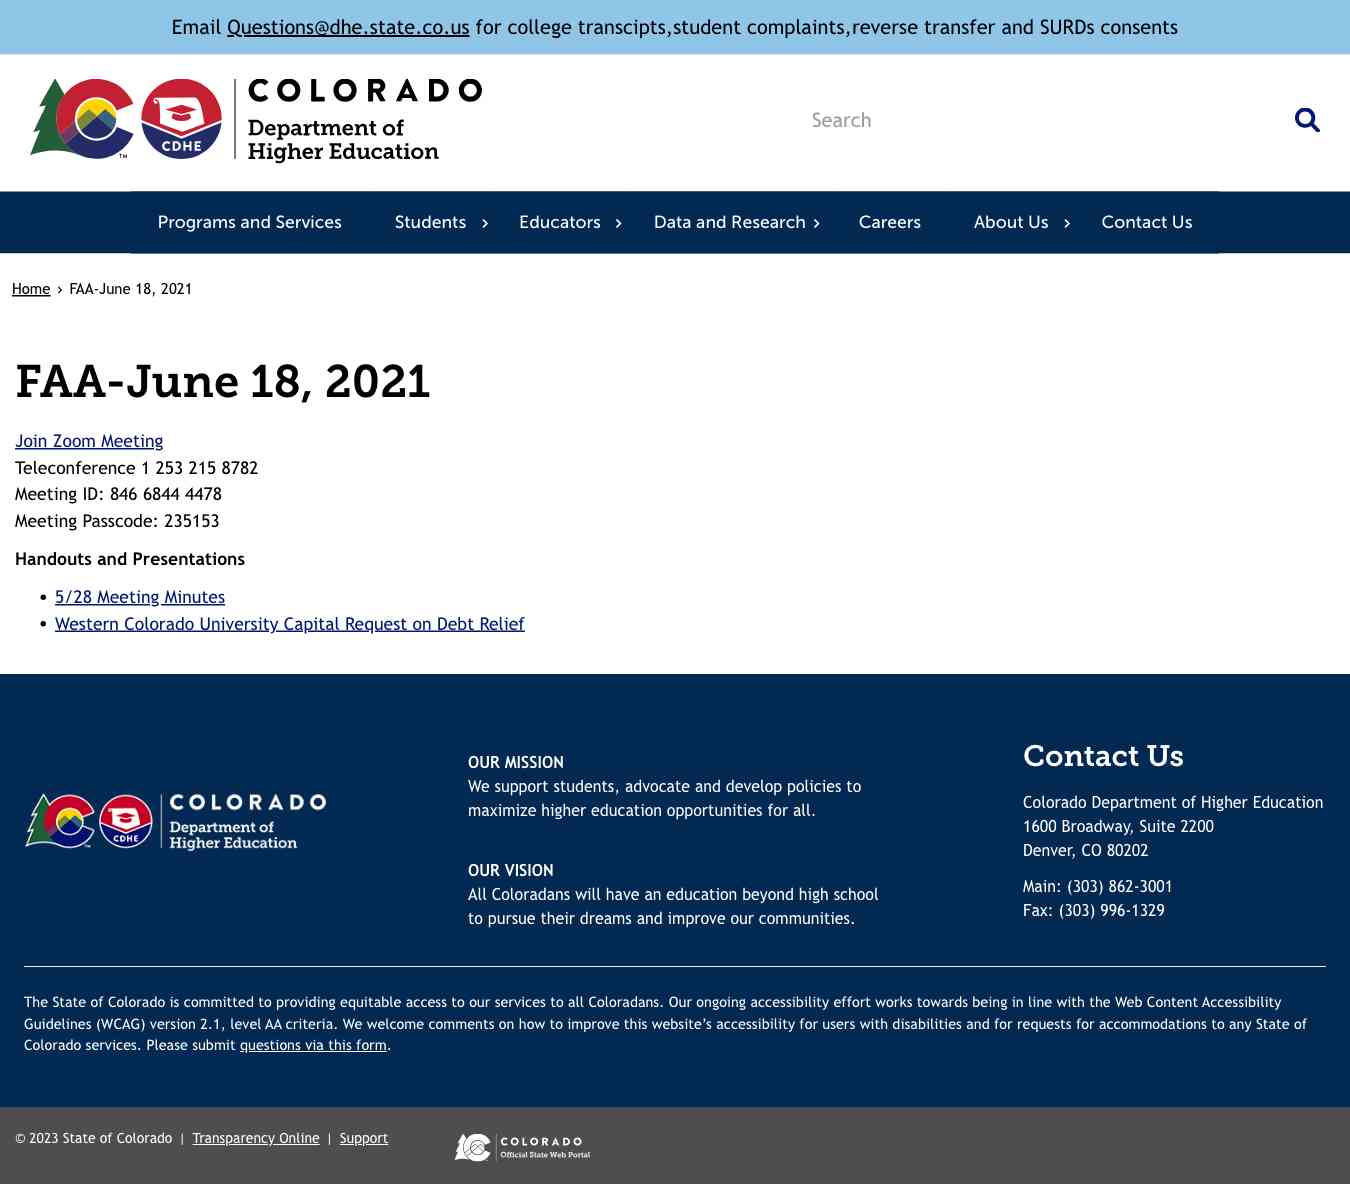 Email Questions@dhe.state.co.us for college transcipts,student complaints,reverse transfer and SURDs consents
CDHE
TM
COLORADO
Department of
Higher Education
Search
Programs and Services Students Educators Data and Research Careers About Us Contact Us
Home › FAA-June 18, 2021
FAA-June 18, 2021
Join Zoom Meeting
Teleconference 1 253 215 8782
Meeting ID: 846 6844 4478
Meeting Passcode: 235153
Handouts and Presentations
• 5/28 Meeting Minutes
• Western Colorado University Capital Request on Debt Relief
CDHE
COLORADO
Department of
Higher Education
OUR MISSION
We support students, advocate and develop policies to
maximize higher education opportunities for all.
OUR VISION
All Coloradans will have an education beyond high school
to pursue their dreams and improve our communities.
Contact Us
Colorado Department of Higher Education
1600 Broadway, Suite 2200
Denver, CO 80202
Main: (303) 862-3001
Fax: (303) 996-1329
The State of Colorado is committed to providing equitable access to our services to all Coloradans. Our ongoing accessibility effort works towards being in line with the Web Content Accessibility
Guidelines (WCAG) version 2.1, level AA criteria. We welcome comments on how to improve this website’s accessibility for users with disabilities and for requests for accommodations to any State of
Colorado services. Please submit questions via this form.
© 2023 State of Colorado | Transparency Online | Support
COLORADO
Official State Web Portal